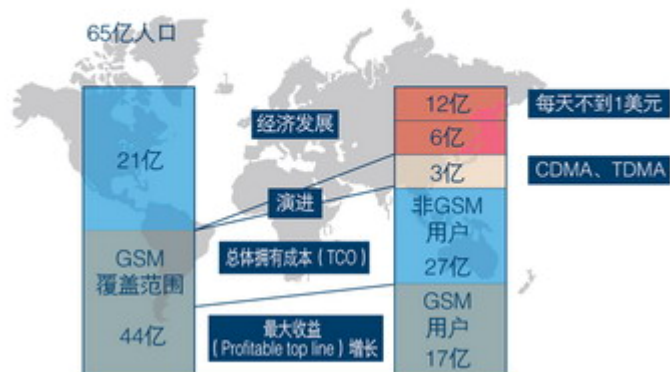 65亿人口
21亿
GSM
覆盖范围
44亿
经济发展
演进
总体拥有成本（TCO）
最大收益
（Profitable top line）增长
12亿
6亿
3亿
非GSM
用户
27亿
GSM
用户
17亿
每天不到1美元
CDMA、TDMA